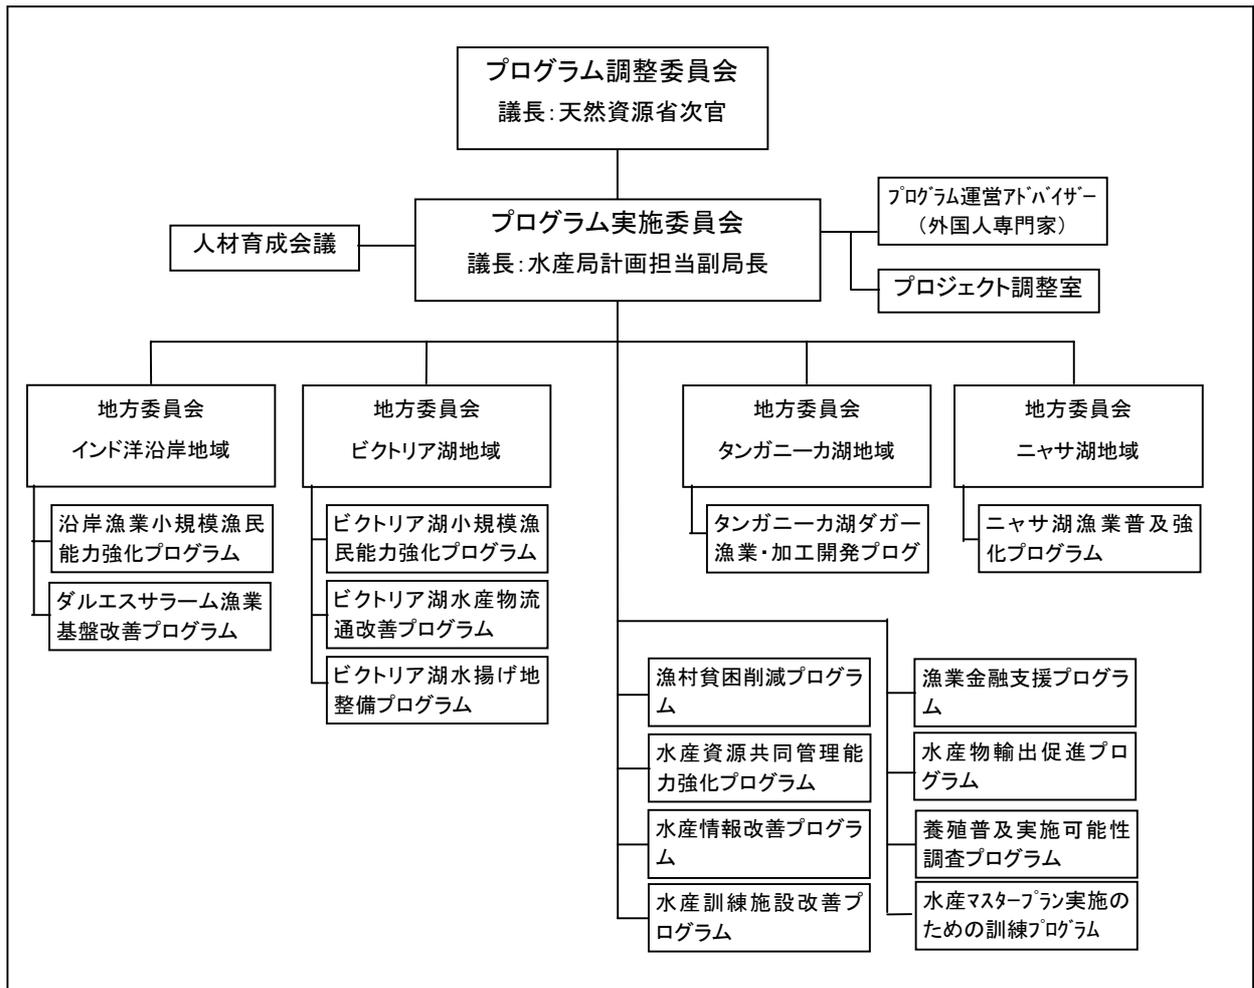 プログラム調整委員会
議長：天然資源省次官
プログラム実施委員会
議長：水産局計画担当副局長
人材育成会議
ﾌﾟﾛｸﾞﾗﾑ運営ｱﾄﾞﾊﾞｲｻﾞｰ
（外国人専門家）
プロジェクト調整室
地方委員会
インド洋沿岸地域
沿岸漁業小規模漁民
能力強化プログラム
ダルエスサラーム漁業
基盤改善プログラム
地方委員会
ビクトリア湖地域
ビクトリア湖小規模漁
民能力強化プログラム
ビクトリア湖水産物流
通改善プログラム
ビクトリア湖水揚げ地
整備プログラム
地方委員会
タンガニーカ湖地域
タンガニーカ湖ダガー
漁業・加工開発プログ
地方委員会
ニャサ湖地域
ニャサ湖漁業普及強
化プログラム
漁村貧困削減プログラ
ム
水産資源共同管理能
力強化プログラム
水産情報改善プログラ
ム
水産訓練施設改善プ
ログラム
漁業金融支援プログラ
ム
水産物輸出促進プロ
グラム
養殖普及実施可能性
調査プログラム
水産ﾏｽﾀｰﾌﾟﾗﾝ実施の
ための訓練ﾌﾟﾛｸﾞﾗﾑ